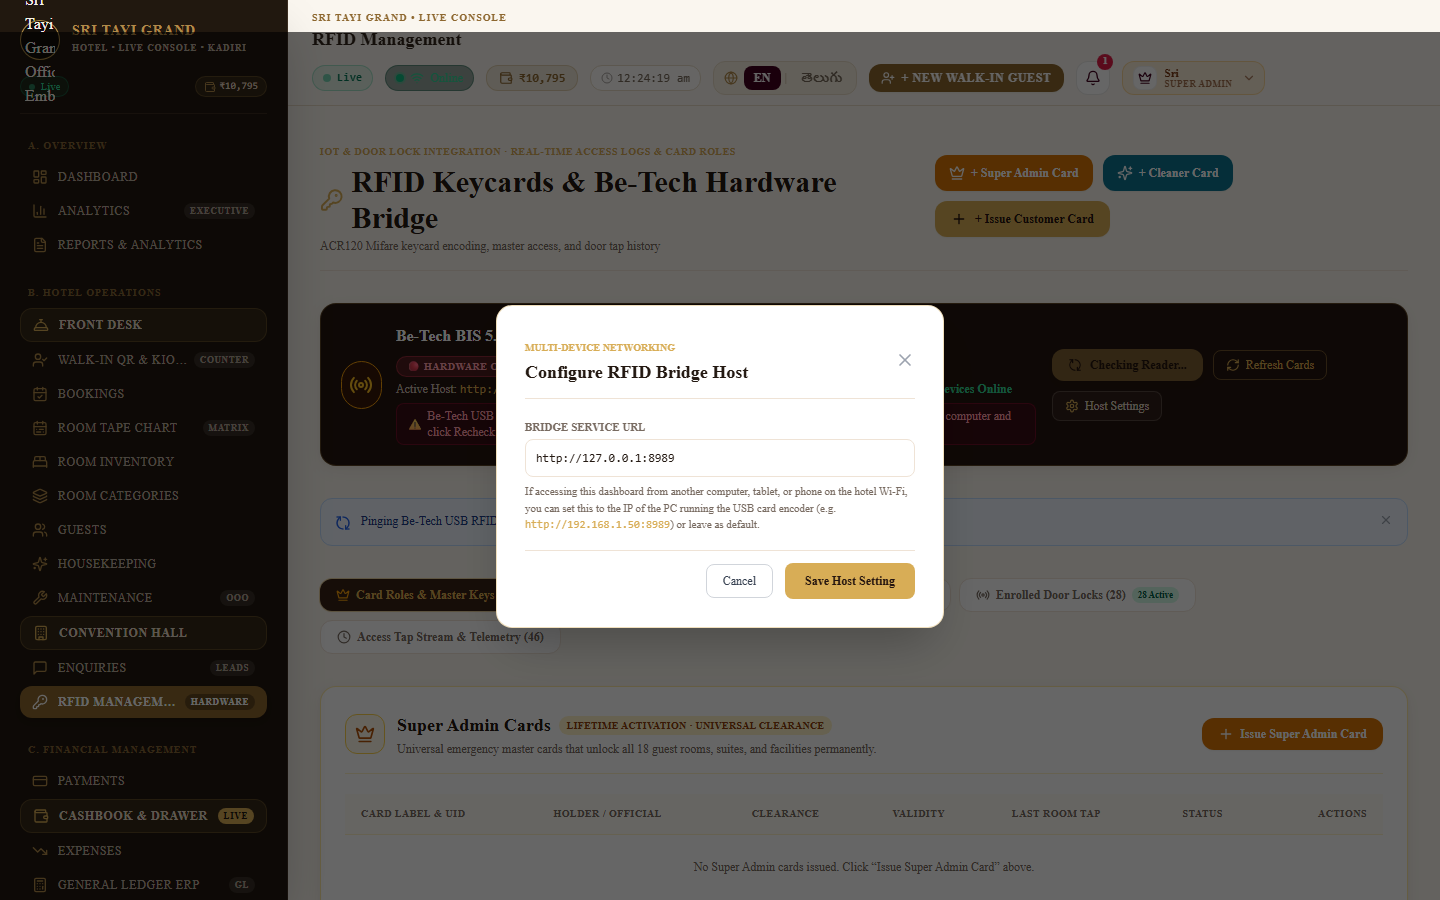 SRI TAYI GRAND • LIVE CONSOLE
Sri
Tayi
Gran
Offic
Emb
SRI TAYI GRAND
HOTEL • LIVE CONSOLE • KADIRI
Live
₹10,795
A. OVERVIEW
DASHBOARD
ANALYTICS
EXECUTIVE
REPORTS & ANALYTICS
B. HOTEL OPERATIONS
FRONT DESK
WALK-IN QR & KIO...
COUNTER
BOOKINGS
ROOM TAPE CHART
MATRIX
ROOM INVENTORY
ROOM CATEGORIES
GUESTS
HOUSEKEEPING
MAINTENANCE
OOO
CONVENTION HALL
ENQUIRIES
LEADS
RFID MANAGEM...
HARDWARE
C. FINANCIAL MANAGEMENT
PAYMENTS
CASHBOOK & DRAWER
LIVE
EXPENSES
GENERAL LEDGER ERP
GL
RFID Management
Live
₹10,795
12:24:19 am
EN
తెలుగు
+ NEW WALK-IN GUEST
1
Sri
SUPER ADMIN
IOT & DOOR LOCK INTEGRATION · REAL-TIME ACCESS LOGS & CARD ROLES
RFID Keycards & Be-Tech Hardware
Bridge
ACR120 Mifare keycard encoding, master access, and door tap history
+ Super Admin Card
+ Cleaner Card
+ Issue Customer Card
Be-Tech BIS 5.
HARDWARE
Active Host: http:/
evices Online
Be-Tech USB
computer and
click Recheck
Checking Reader...
Refresh Cards
Host Settings
Pinging Be-Tech USB RFID
MULTI-DEVICE NETWORKING
Configure RFID Bridge Host
BRIDGE SERVICE URL
http://127.0.0.1:8989
If accessing this dashboard from another computer, tablet, or phone on the hotel Wi-Fi,
you can set this to the IP of the PC running the USB card encoder (e.g.
http://192.168.1.50:8989) or leave as default.
Cancel
Save Host Setting
Card Roles & Master Keys
Enrolled Door Locks (28)
28 Active
Access Tap Stream & Telemetry (46)
Super Admin Cards
LIFETIME ACTIVATION · UNIVERSAL CLEARANCE
Universal emergency master cards that unlock all 18 guest rooms, suites, and facilities permanently.
Issue Super Admin Card
CARD LABEL & UID
HOLDER / OFFICIAL
CLEARANCE
VALIDITY
LAST ROOM TAP
STATUS
ACTIONS
No Super Admin cards issued. Click “Issue Super Admin Card” above.